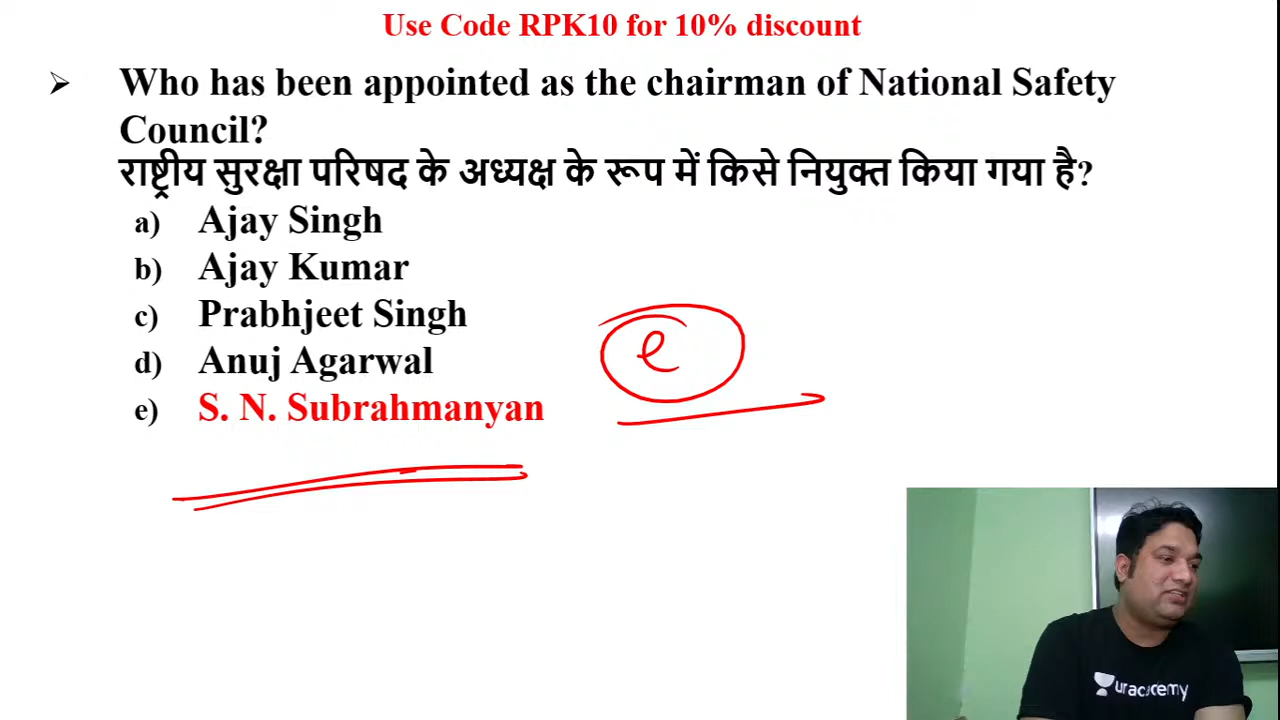 Use Code RPK10 for 10% discount
➢ Who has been appointed as the chairman of National Safety
Council?
राष्ट्रीय सुरक्षा परिषद के अध्यक्ष के रूप में किसे नियुक्त किया गया है?
a) Ajay Singh
b) Ajay Kumar
c) Prabhjeet Singh
d) Anuj Agarwal
e) S. N. Subrahmanyan
e
uracademy